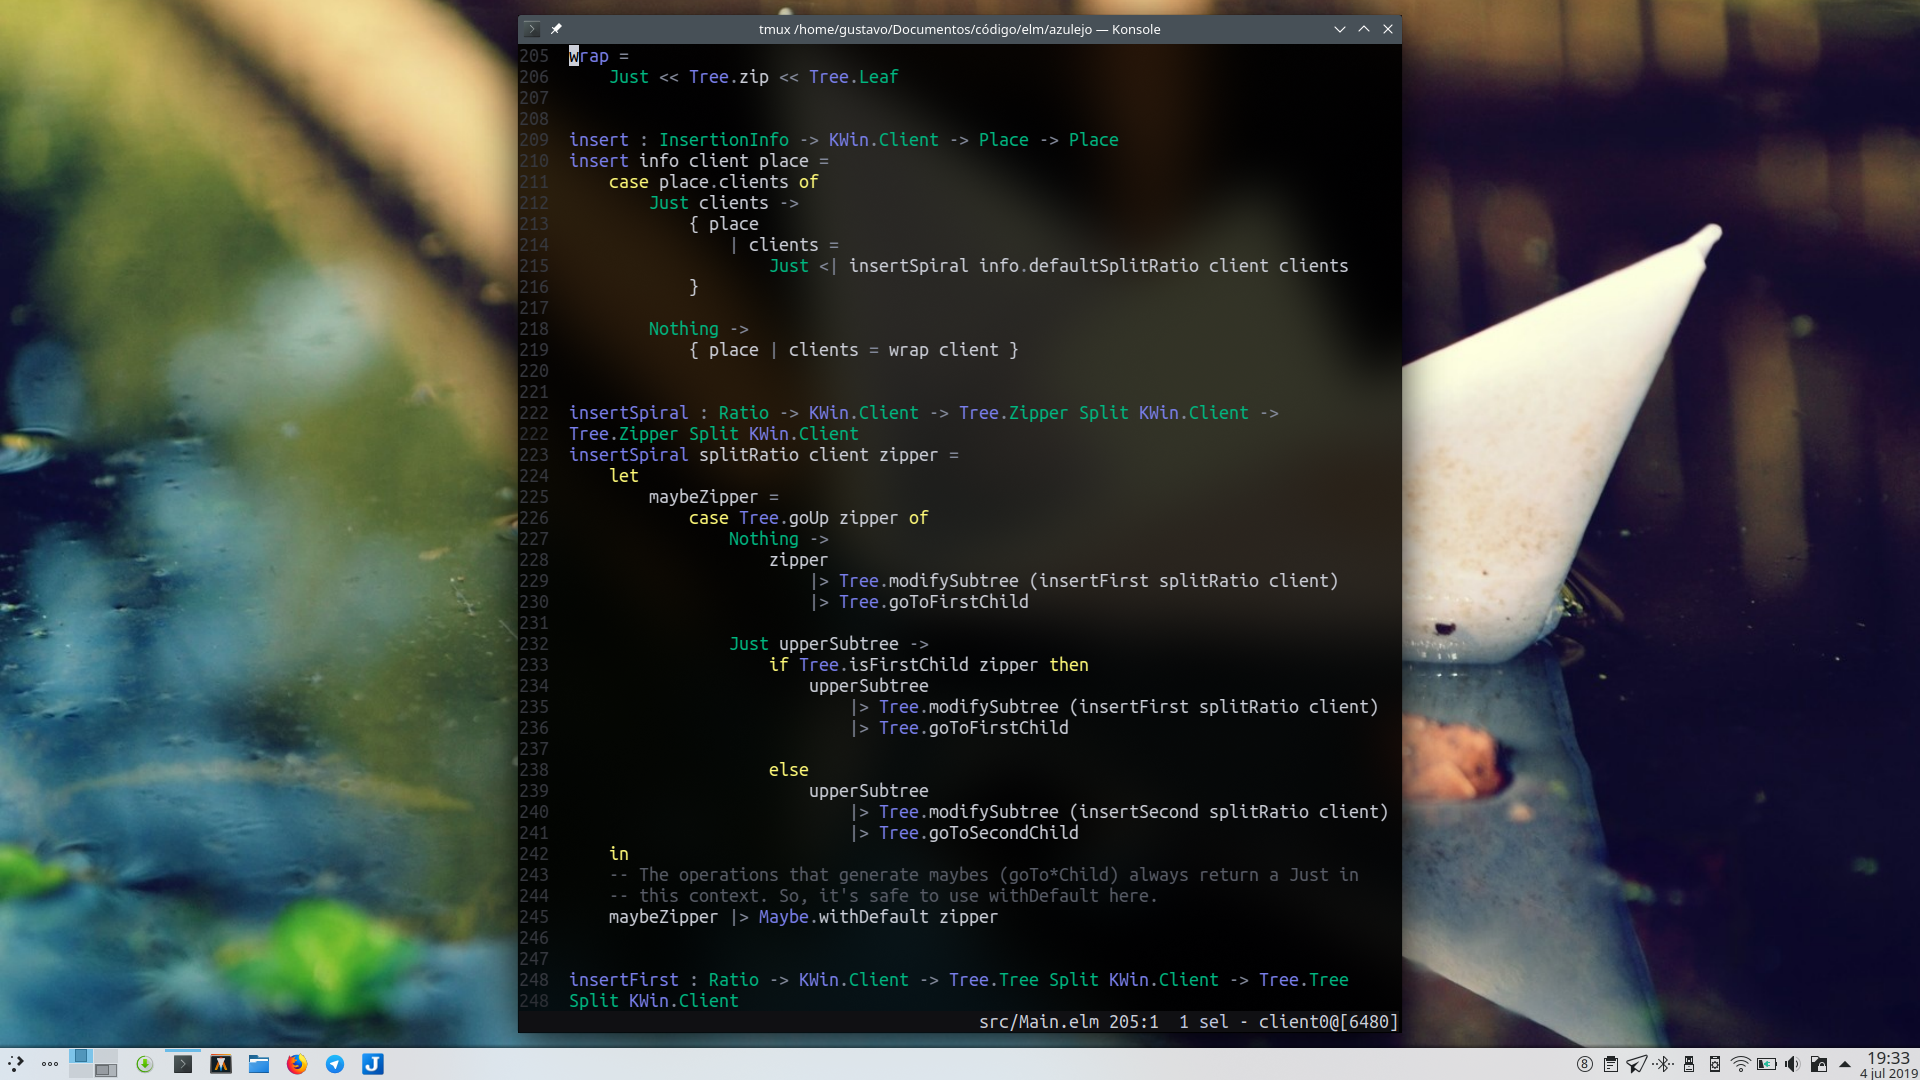 tmux /home/gustavo/Documentos/código/elm/azulejo — Konsole
205  wrap =
206      Just << Tree.zip << Tree.Leaf
207
208
209  insert : InsertionInfo -> KWin.Client -> Place -> Place
210  insert info client place =
211      case place.clients of
212          Just clients ->
213              { place
214                  | clients =
215                      Just <| insertSpiral info.defaultSplitRatio client clients
216              }
217
218          Nothing ->
219              { place | clients = wrap client }
220
221
222  insertSpiral : Ratio -> KWin.Client -> Tree.Zipper Split KWin.Client ->
222  Tree.Zipper Split KWin.Client
223  insertSpiral splitRatio client zipper =
224      let
225          maybeZipper =
226              case Tree.goUp zipper of
227                  Nothing ->
228                      zipper
229                          |> Tree.modifySubtree (insertFirst splitRatio client)
230                          |> Tree.goToFirstChild
231
232                  Just upperSubtree ->
233                      if Tree.isFirstChild zipper then
234                          upperSubtree
235                              |> Tree.modifySubtree (insertFirst splitRatio client)
236                              |> Tree.goToFirstChild
237
238                      else
239                          upperSubtree
240                              |> Tree.modifySubtree (insertSecond splitRatio client)
241                              |> Tree.goToSecondChild
242      in
243      -- The operations that generate maybes (goTo*Child) always return a Just in
244      -- this context. So, it's safe to use withDefault here.
245      maybeZipper |> Maybe.withDefault zipper
246
247
248  insertFirst : Ratio -> KWin.Client -> Tree.Tree Split KWin.Client -> Tree.Tree
248  Split KWin.Client
src/Main.elm 205:1  1 sel - client0@[6480]
J
8
19:33
4 jul 2019